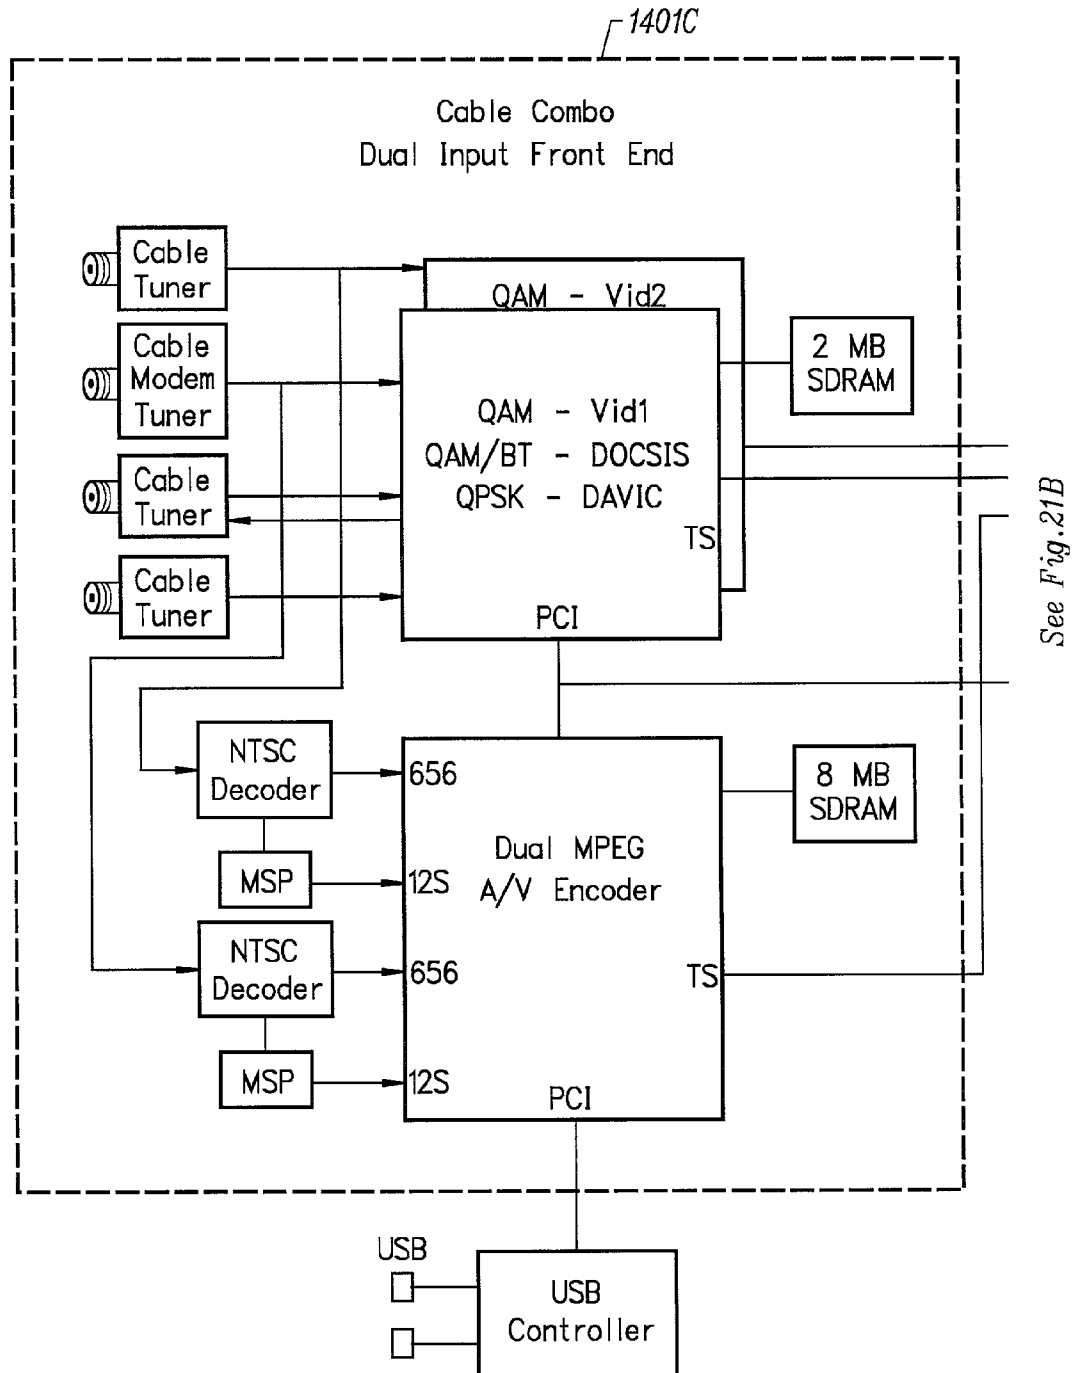 1401C
Cable Combo
Dual Input Front End
Cable
Tuner
Cable
Modem
Tuner
Cable
Tuner
Cable
Tuner
QAM - Vid2
QAM - Vid1
QAM/BT - DOCSIS
QPSK - DAVIC
TS
PCI
2 MB
SDRAM
See Fig.21B
NTSC
Decoder
MSP
NTSC
Decoder
MSP
656
12S
656
12S
Dual MPEG
A/V Encoder
TS
PCI
8 MB
SDRAM
USB
USB
Controller